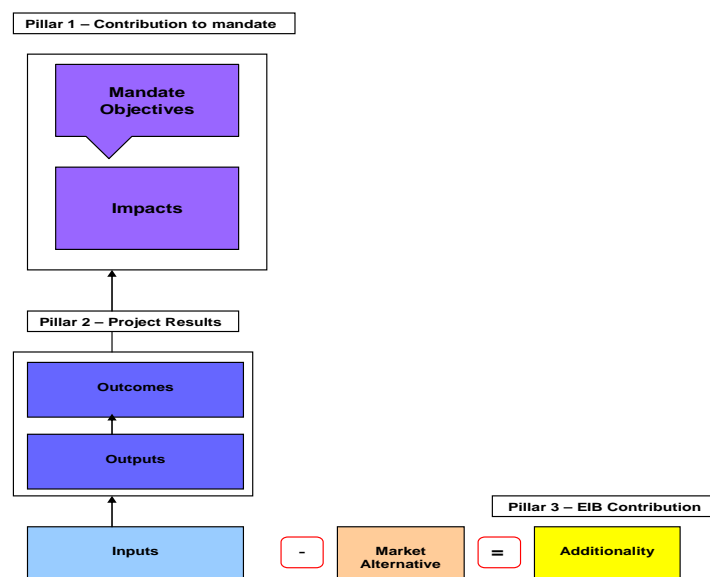 Pillar 1 – Contribution to mandate
Mandate
Objectives
Impacts
Pillar 2 – Project Results
Outcomes
Outputs
Pillar 3 – EIB Contribution
Inputs
-
Market
Alternative
=
Additionality